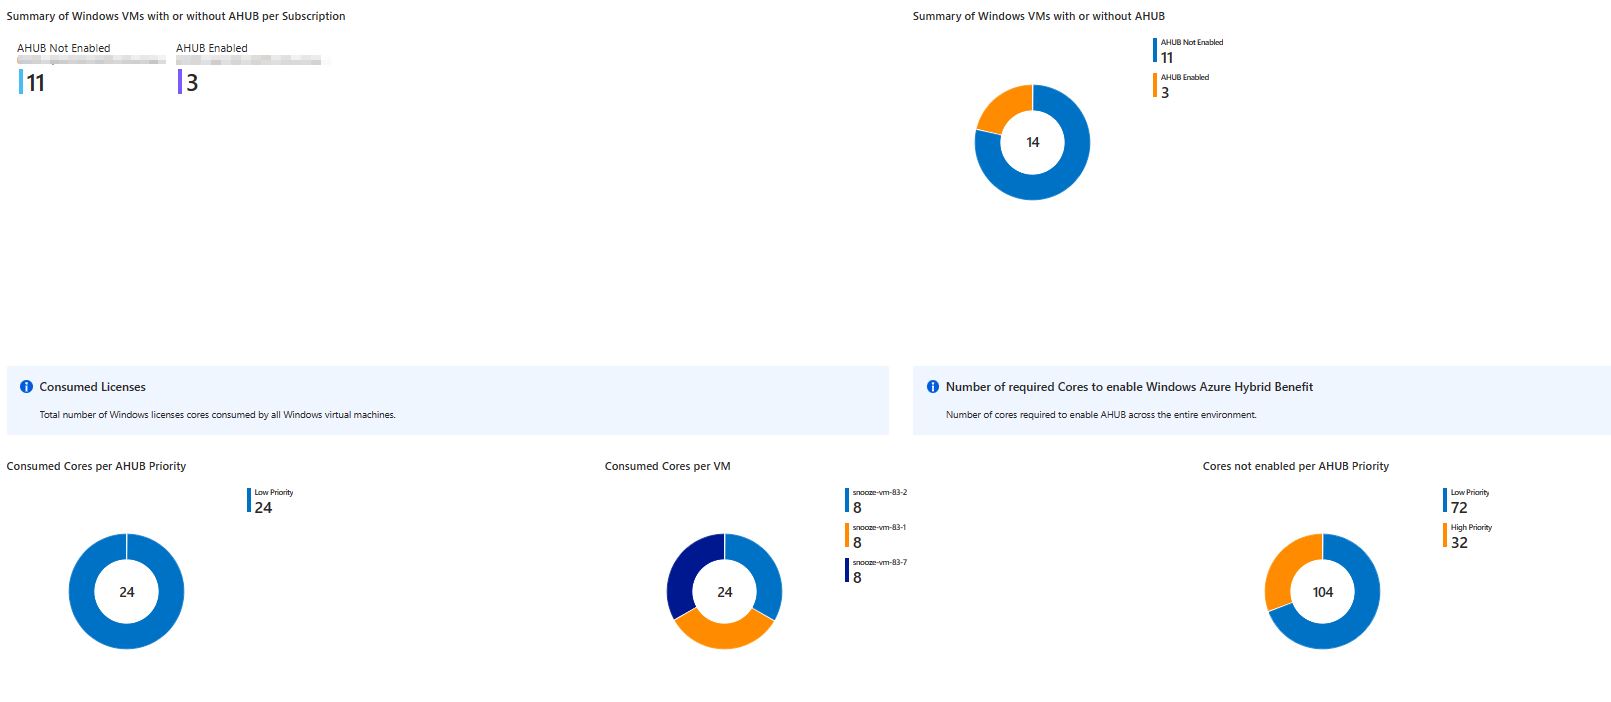 Summary of Windows VMs with or without AHUB per Subscription
AHUB Not Enabled
11
AHUB Enabled
3
Summary of Windows VMs with or without AHUB
AHUB Not Enabled
11
AHUB Enabled
3
14
Consumed Licenses
Total number of Windows licenses cores consumed by all Windows virtual machines.
Number of required Cores to enable Windows Azure Hybrid Benefit
Number of cores required to enable AHUB across the entire environment.
Consumed Cores per AHUB Priority
Low Priority
24
24
Consumed Cores per VM
snooze-vm-83-2
8
snooze-vm-83-1
8
snooze-vm-83-7
8
24
Cores not enabled per AHUB Priority
Low Priority
72
High Priority
32
104